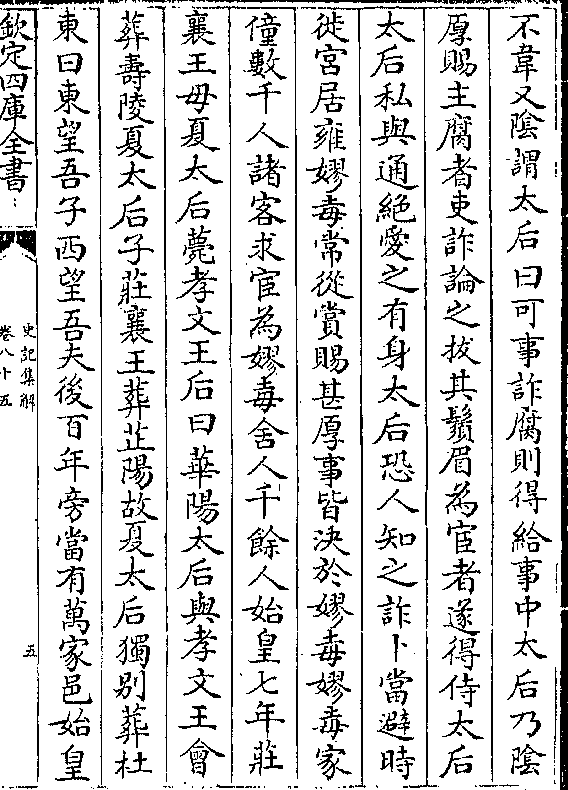 不韋又陰謂太后曰可事詐腐則得給事中太后乃陰
厚賜主腐者吏詐論之拔其鬚眉為宦者遂得侍太后
太后私與通絶愛之有身太后恐人知之詐卜當避時
徙宮居雍嫪毐常從賞賜甚厚事皆決於嫪毐嫪毐家
僮數千人諸客求宦為嫪毐舍人千餘人始皇七年莊
襄王母夏太后薨孝文王后曰華陽太后與孝文王會
葬壽陵夏太后子莊襄王葬芷陽故夏太后獨别葬杜
東曰東望吾子西望吾夫後百年旁當有萬家邑始皇
欽定四庫全書
史記集解
卷八十五
五